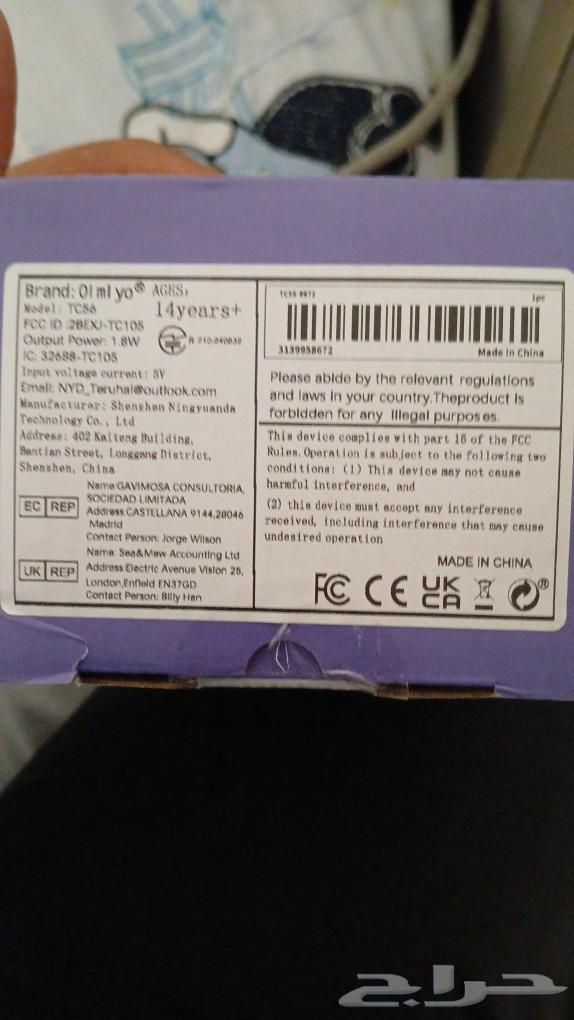 Brand: Olmlyo® AGES:
14years+
Model: TC56
FCC ID :2BEXJ-TC105
Output Power: 1.8W
R 210-240832
IC: 32688-TC105
Input voltage current: 5V
Email: NYD_Teruhal@outlook.com
Manufacturer: Shenzhen Ningyuanda
Technology Co., Ltd
Address: 402 Kaiteng Building,
Bantian Street, Longgang District,
Shenzhen, China
EC REP
Name:GAVIMOSA CONSULTORIA,
SOCIEDAD LIMITADA
Address:CASTELLANA 9144,28046
Madrid
Contact Person: Jorge Wilson
UK REP
Name: Sea&Mew Accounting Ltd
Address:Electric Avenue Vision 25,
London,Enfield EN37GD
Contact Person: Billy Han
1pc
3139958672
Made in China
Please abide by the relevant regulations
and laws in your country.Theproduct is
forbidden for any illegal purposes.
This device complies with part 15 of the FCC
Rules. Operation is subject to the following two
conditions: (1) This device may not cause
harmful interference, and
(2) this device must accept any interference
received, including interference that may cause
undesired operation
MADE IN CHINA
FC CE UK CA ®
حراج